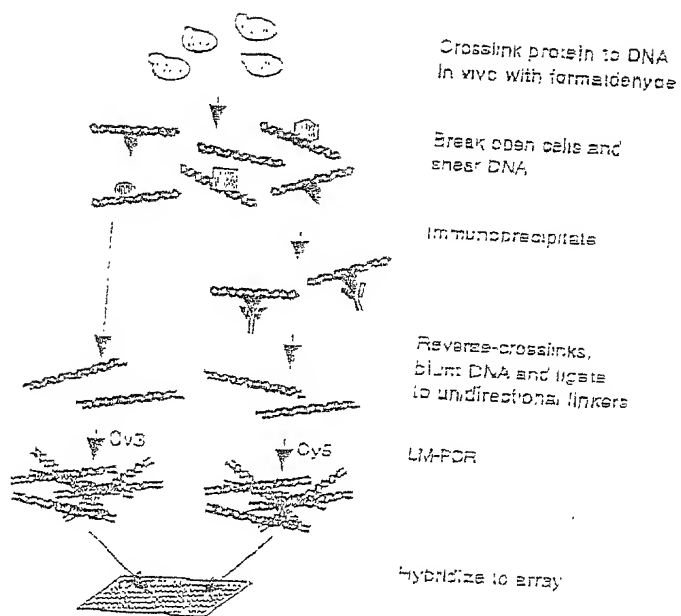 Crosslink protein to DNA
in vivo with formaldehyde
Break open cells and
shear DNA
Immunoprecipitate
Reverse-crosslinks,
blunt DNA and ligate
to unidirectional linkers
Cy3
Cy5
LM-PCR
Hybridize to array